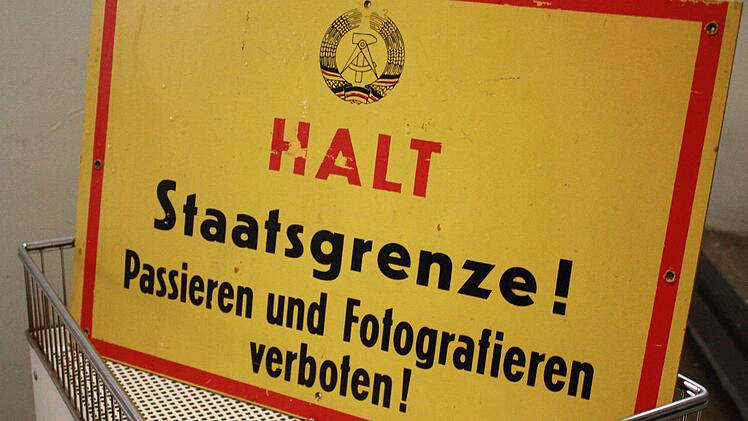 HALT
Staatsgrenze!
Passieren und Fotografieren
verboten!